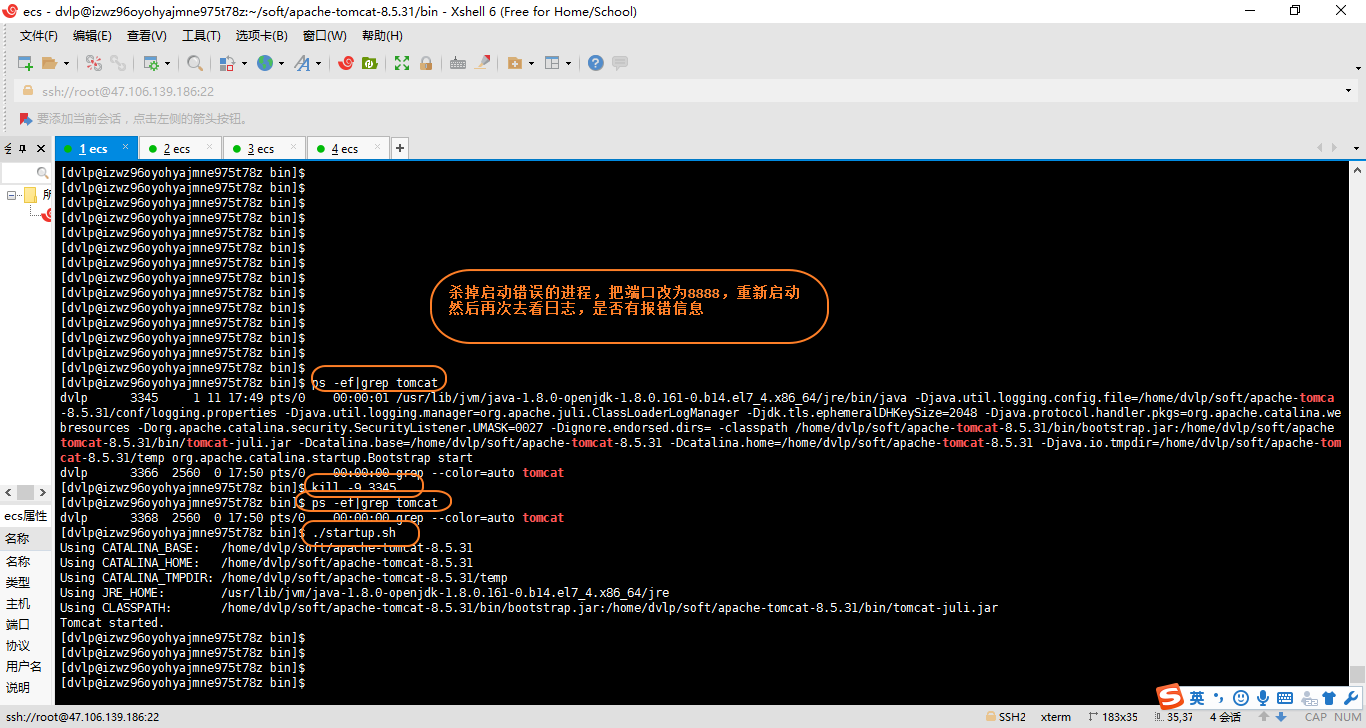 ecs - dvlp@izwz96oyohyajmne975t78z:~/soft/apache-tomcat-8.5.31/bin - Xshell 6 (Free for Home/School)
文件(F) 编辑(E) 查看(V) 工具(T) 选项卡(B) 窗口(W) 帮助(H)
ssh://root@47.106.139.186:22
要添加当前会话，点击左侧的箭头按钮。
1 ecs 2 ecs 3 ecs 4 ecs
所
[dvlp@izwz96oyohyajmne975t78z bin]$
[dvlp@izwz96oyohyajmne975t78z bin]$
[dvlp@izwz96oyohyajmne975t78z bin]$
[dvlp@izwz96oyohyajmne975t78z bin]$
[dvlp@izwz96oyohyajmne975t78z bin]$
[dvlp@izwz96oyohyajmne975t78z bin]$
[dvlp@izwz96oyohyajmne975t78z bin]$
[dvlp@izwz96oyohyajmne975t78z bin]$
[dvlp@izwz96oyohyajmne975t78z bin]$
[dvlp@izwz96oyohyajmne975t78z bin]$
[dvlp@izwz96oyohyajmne975t78z bin]$
[dvlp@izwz96oyohyajmne975t78z bin]$
[dvlp@izwz96oyohyajmne975t78z bin]$
[dvlp@izwz96oyohyajmne975t78z bin]$
杀掉启动错误的进程，把端口改为8888，重新启动
然后再次去看日志，是否有报错信息
[dvlp@izwz96oyohyajmne975t78z bin]$ ps -ef|grep tomcat
dvlp 3345 1 11 17:49 pts/0 00:00:01 /usr/lib/jvm/java-1.8.0-openjdk-1.8.0.161-0.b14.el7_4.x86_64/jre/bin/java -Djava.util.logging.config.file=/home/dvlp/soft/apache-tomca
-8.5.31/conf/logging.properties -Djava.util.logging.manager=org.apache.juli.ClassLoaderLogManager -Djdk.tls.ephemeralDHKeySize=2048 -Djava.protocol.handler.pkgs=org.apache.catalina.we
bresources -Dorg.apache.catalina.security.SecurityListener.UMASK=0027 -Dignore.endorsed.dirs= -classpath /home/dvlp/soft/apache-tomcat-8.5.31/bin/bootstrap.jar:/home/dvlp/soft/apache
tomcat-8.5.31/bin/tomcat-juli.jar -Dcatalina.base=/home/dvlp/soft/apache-tomcat-8.5.31 -Dcatalina.home=/home/dvlp/soft/apache-tomcat-8.5.31 -Djava.io.tmpdir=/home/dvlp/soft/apache-tom
cat-8.5.31/temp org.apache.catalina.startup.Bootstrap start
dvlp 3366 2560 0 17:50 pts/0 00:00:00 grep --color=auto tomcat
[dvlp@izwz96oyohyajmne975t78z bin]$ kill -9 3345
[dvlp@izwz96oyohyajmne975t78z bin]$ ps -ef|grep tomcat
dvlp 3368 2560 0 17:50 pts/0 00:00:00 grep --color=auto tomcat
[dvlp@izwz96oyohyajmne975t78z bin]$ ./startup.sh
Using CATALINA_BASE: /home/dvlp/soft/apache-tomcat-8.5.31
Using CATALINA_HOME: /home/dvlp/soft/apache-tomcat-8.5.31
Using CATALINA_TMPDIR: /home/dvlp/soft/apache-tomcat-8.5.31/temp
Using JRE_HOME: /usr/lib/jvm/java-1.8.0-openjdk-1.8.0.161-0.b14.el7_4.x86_64/jre
Using CLASSPATH: /home/dvlp/soft/apache-tomcat-8.5.31/bin/bootstrap.jar:/home/dvlp/soft/apache-tomcat-8.5.31/bin/tomcat-juli.jar
Tomcat started.
[dvlp@izwz96oyohyajmne975t78z bin]$
[dvlp@izwz96oyohyajmne975t78z bin]$
[dvlp@izwz96oyohyajmne975t78z bin]$
[dvlp@izwz96oyohyajmne975t78z bin]$
ecs属性
名称
名称
类型
主机
端口
协议
用户名
说明
英
ssh://root@47.106.139.186:22 SSH2 xterm 183x35 35,37 4 会话 CAP NUM